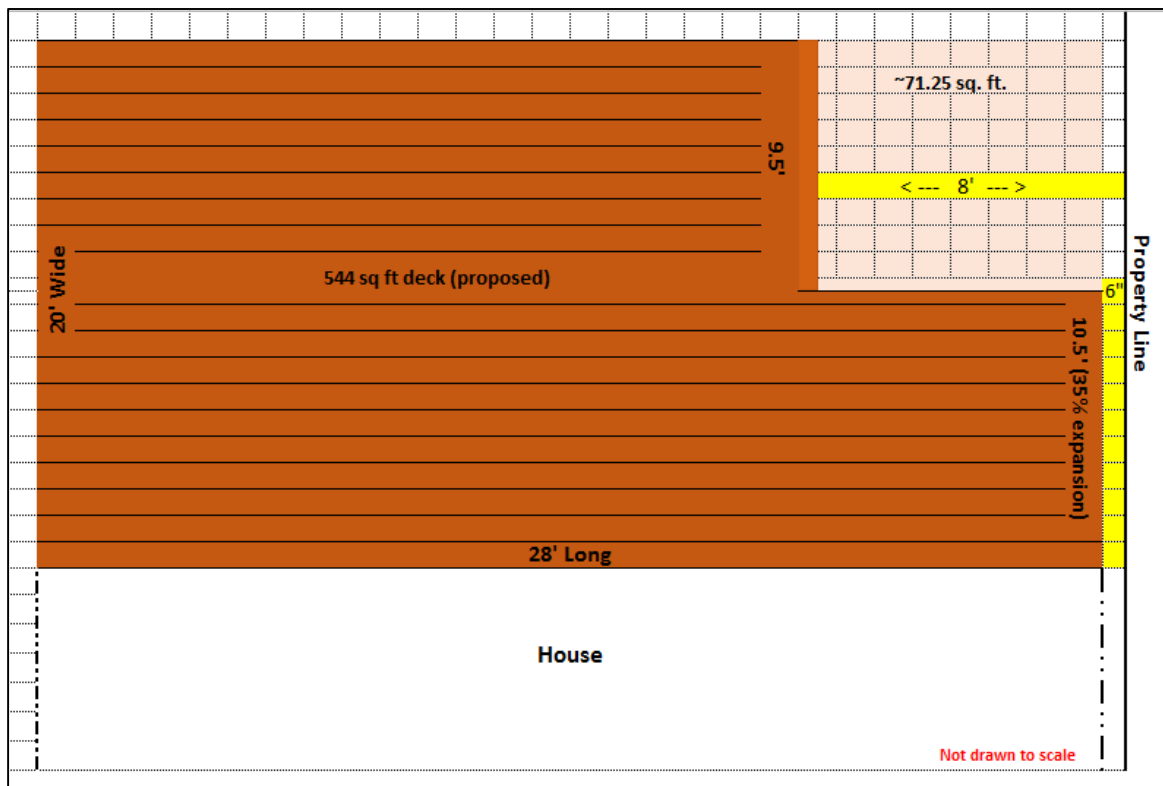 ~71.25 sq. ft.
9.5'
< --- 8' --- >
20' Wide
544 sq ft deck (proposed)
6"
Property Line
10.5' (35% expansion)
28' Long
House
Not drawn to scale